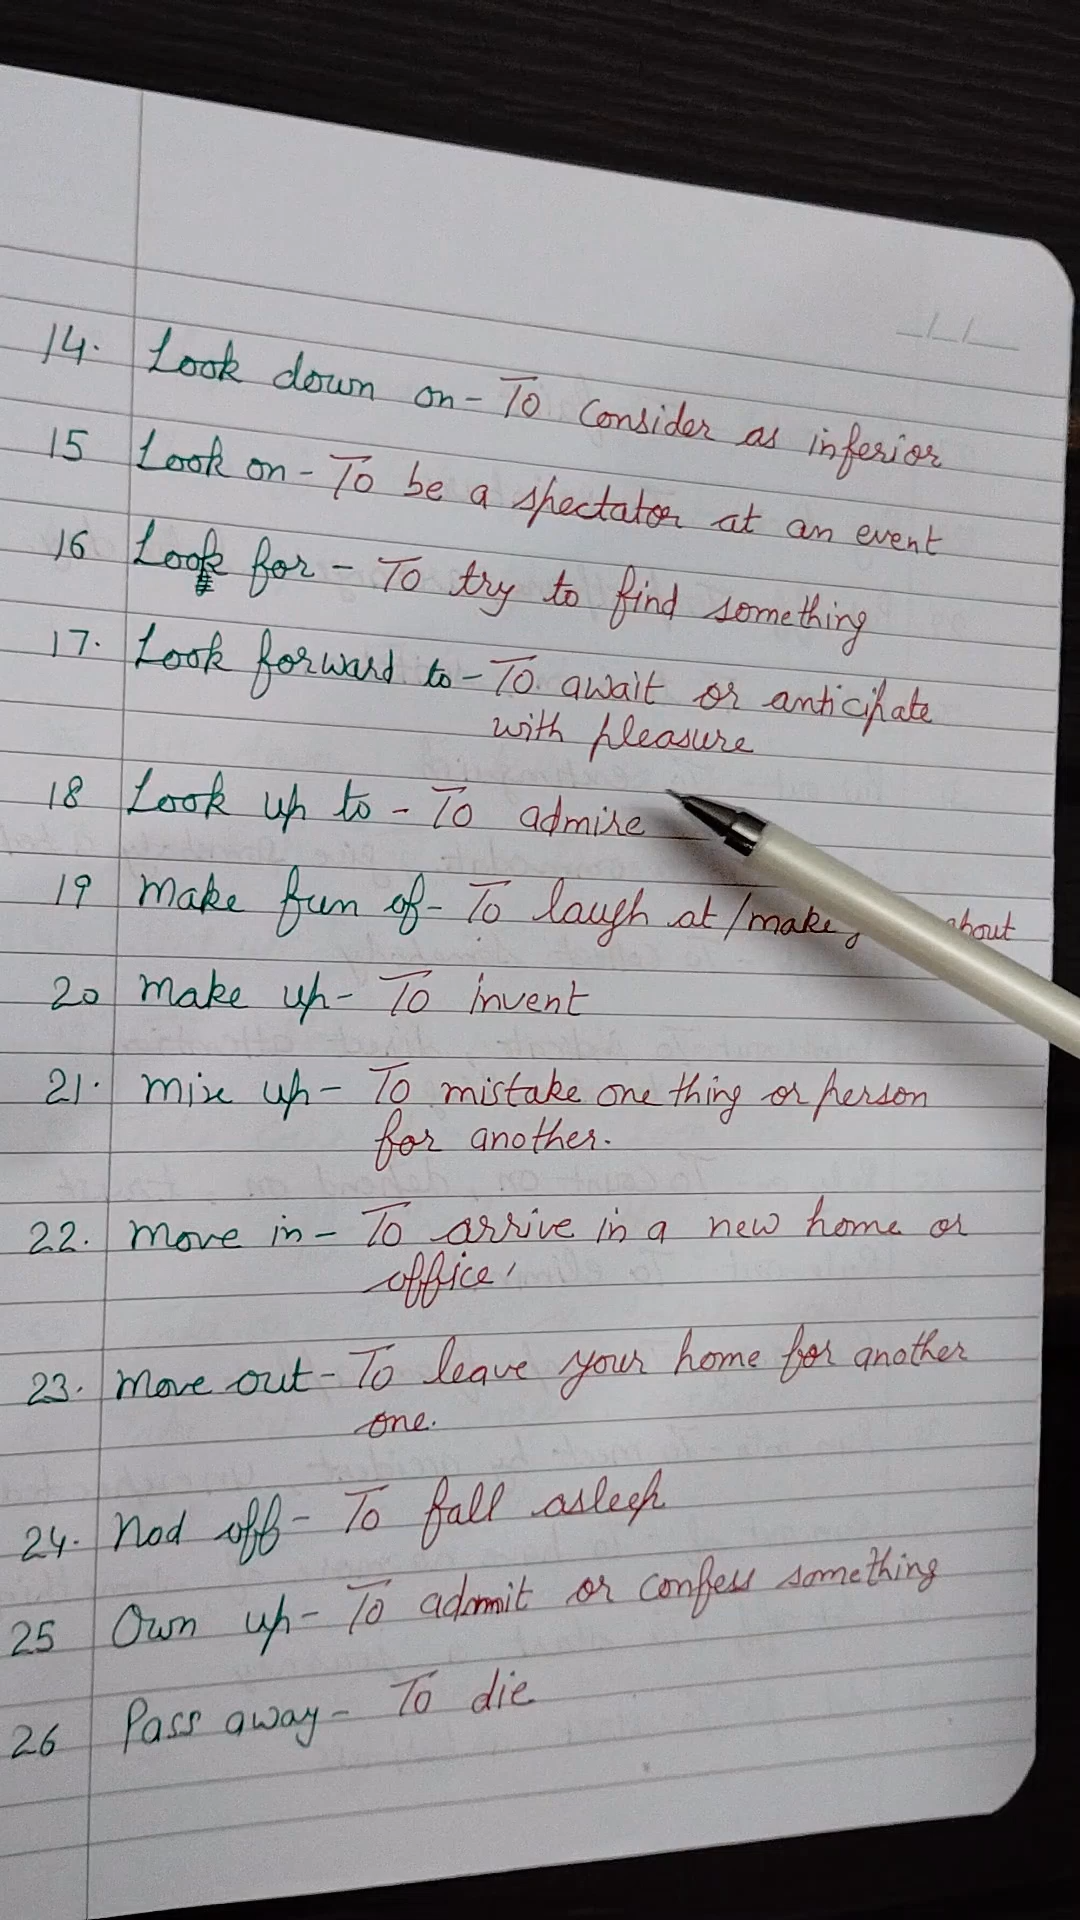 14. Look down on - To consider as inferior
15 Look on - To be a spectator at an event
16 Look for - To try to find something
17. Look forward to - To await or anticipate
with pleasure
18 Look up to - To admire
19 Make fun of - To laugh at / make about
20 Make up - To invent
21. Mix up - To mistake one thing or person
for another.
22. Move in - To arrive in a new home or
office
23. Move out - To leave your home for another
one.
24. Nod off - To fall asleep
25 Own up - To admit or confess something
26 Pass away - To die